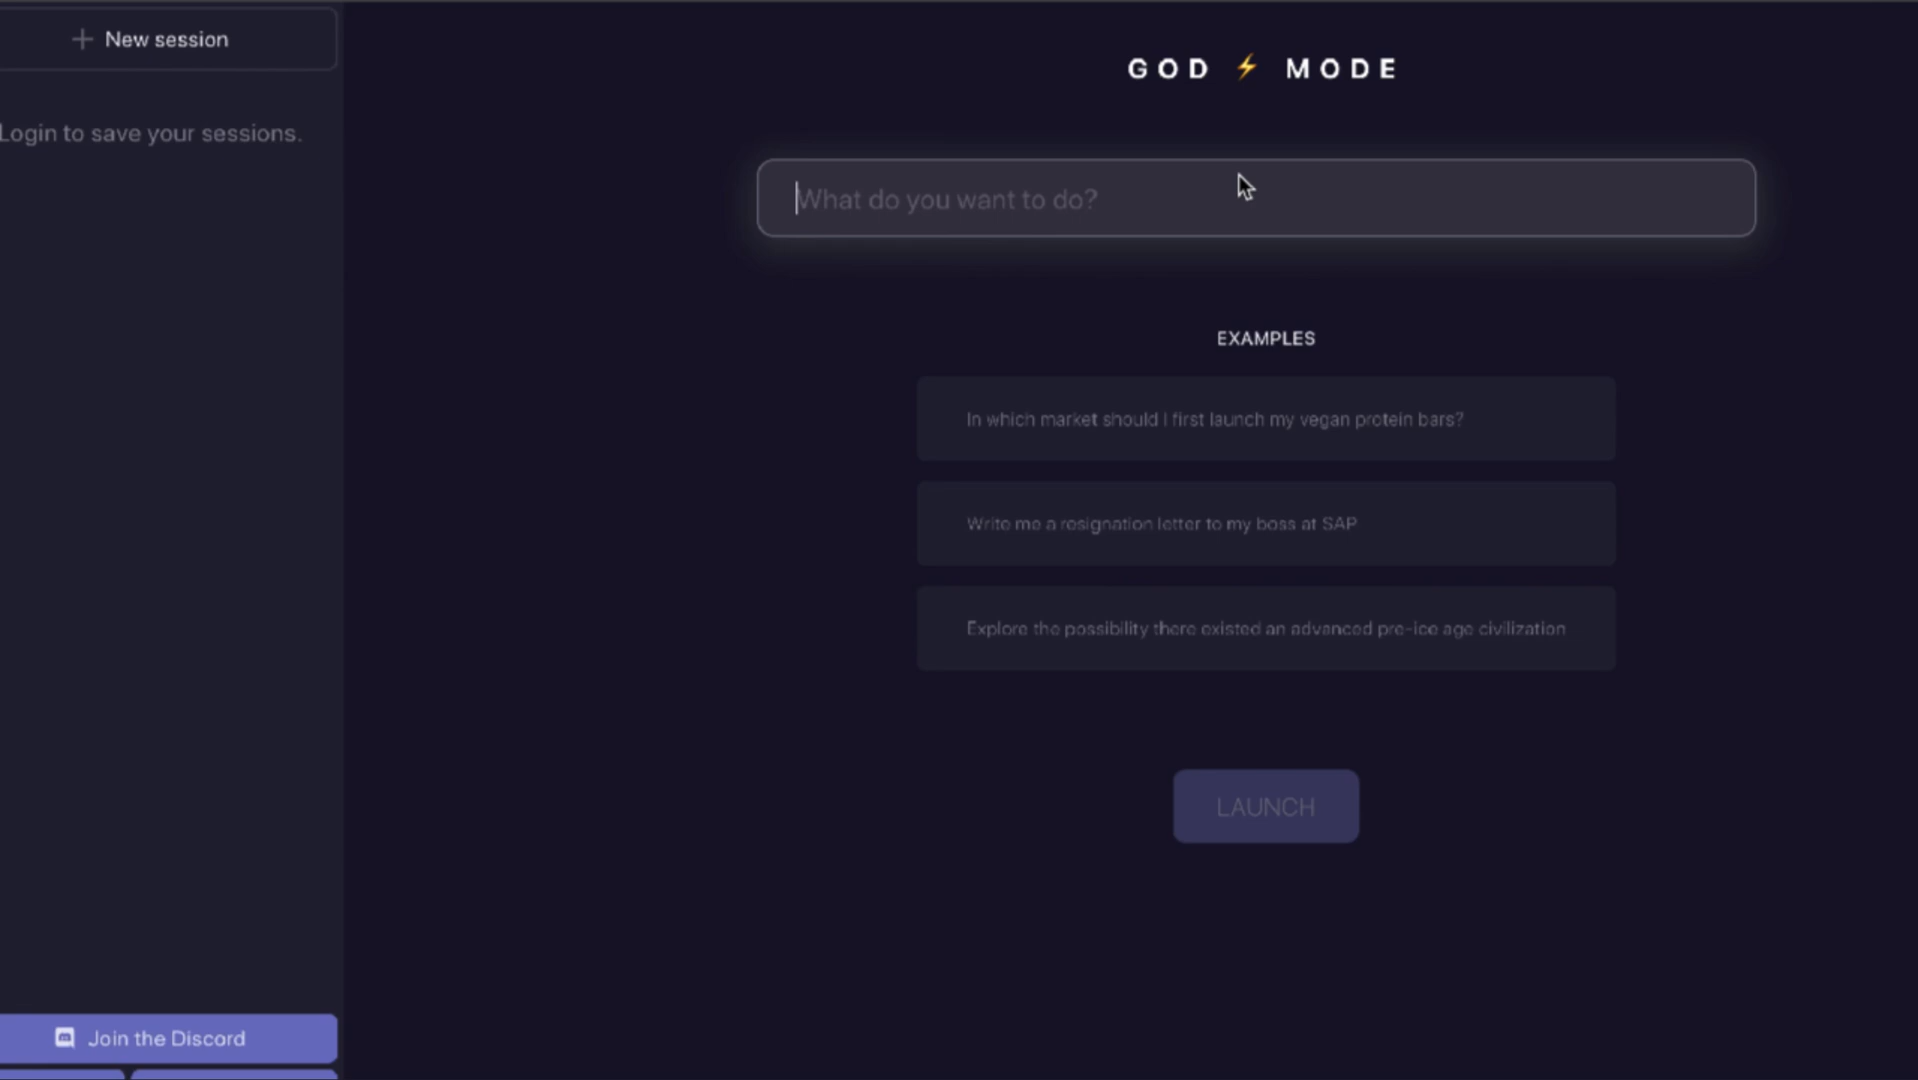 New session
Login to save your sessions.
Join the Discord
GOD ⚡ MODE
What do you want to do?
EXAMPLES
In which market should I first launch my vegan protein bars?
Write me a resignation letter to my boss at SAP
Explore the possibility there existed an advanced pre-ice age civilization
LAUNCH